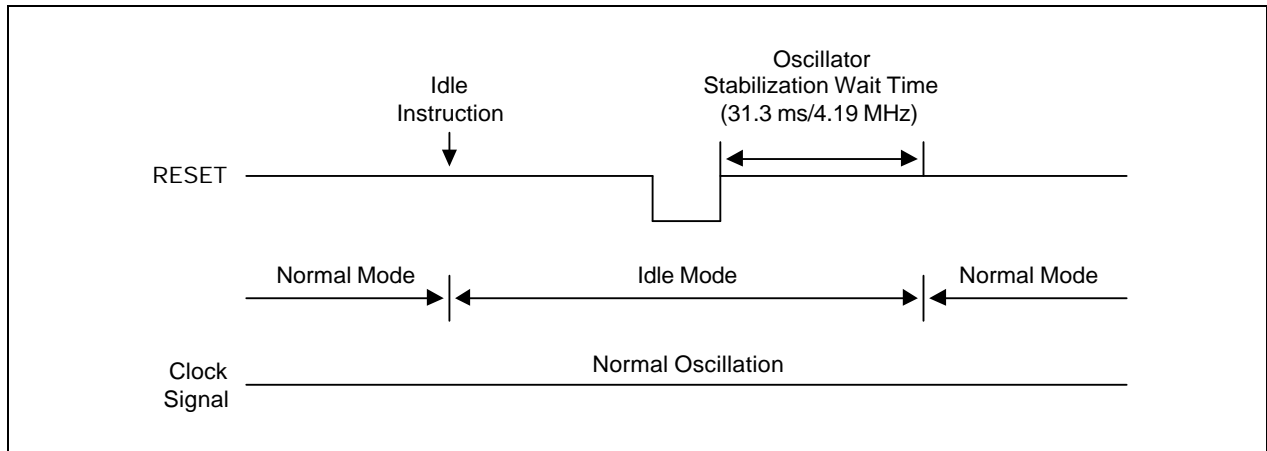 Oscillator
Stabilization Wait Time
(31.3 ms/4.19 MHz)
Idle
Instruction
RESET
Normal Mode
Idle Mode
Normal Mode
Normal Oscillation
Clock
Signal